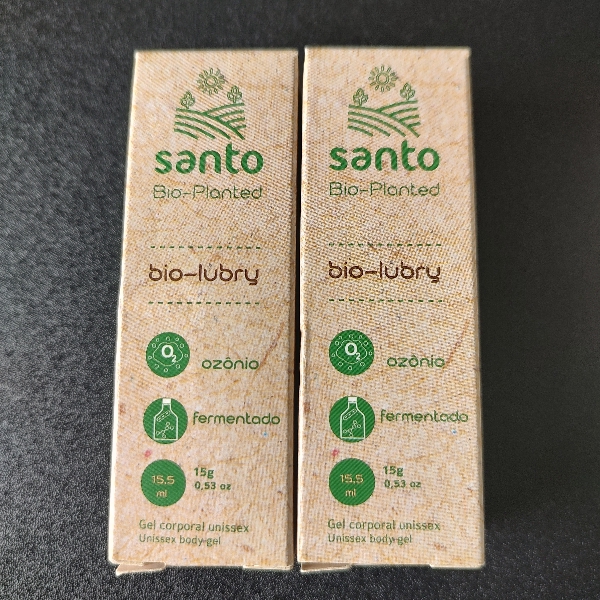 santo
Bio-Planted
bio-lubry
O2
ozônio
fermentado
15.5
ml
15g
0,53 oz
Gel corporal unissex
Unissex body-gel
santo
Bio-Planted
bio-lubry
O2
ozônio
fermentado
15.5
ml
15g
0,53 oz
Gel corporal unissex
Unissex body-gel